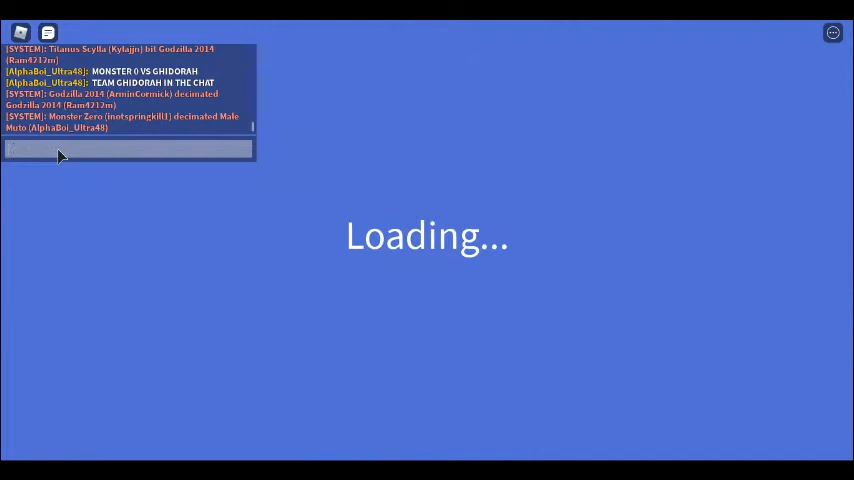 [SYSTEM]: Titanus Scylla (Kylajjn) bit Godzilla 2014
(Ram4212m)
[AlphaBoi_Ultra48]: MONSTER 0 VS GHIDORAH
[AlphaBoi_Ultra48]: TEAM GHIDORAH IN THE CHAT
[SYSTEM]: Godzilla 2014 (ArminCormick) decimated
Godzilla 2014 (Ram4212m)
[SYSTEM]: Monster Zero (inotspringkill1) decimated Male
Muto (AlphaBoi_Ultra48)
Loading...